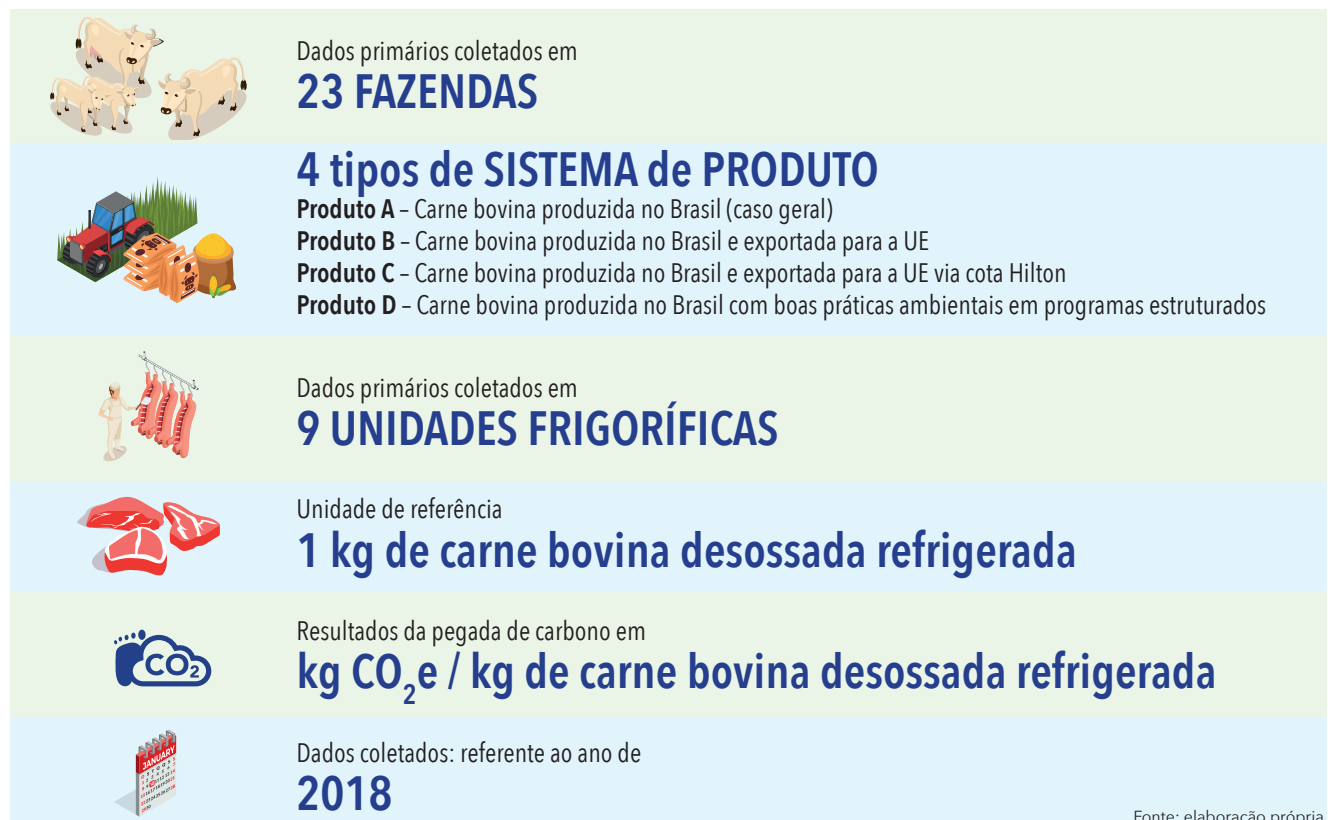 Dados primários coletados em
23 FAZENDAS
4 tipos de SISTEMA de PRODUTO
Produto A – Carne bovina produzida no Brasil (caso geral)
Produto B – Carne bovina produzida no Brasil e exportada para a UE
Produto C – Carne bovina produzida no Brasil e exportada para a UE via cota Hilton
Produto D – Carne bovina produzida no Brasil com boas práticas ambientais em programas estruturados
Dados primários coletados em
9 UNIDADES FRIGORÍFICAS
Unidade de referência
1 kg de carne bovina desossada refrigerada
CO₂
Resultados da pegada de carbono em
kg CO₂e / kg de carne bovina desossada refrigerada
JANUARY
Dados coletados: referente ao ano de
2018
Fonte: elaboração própria